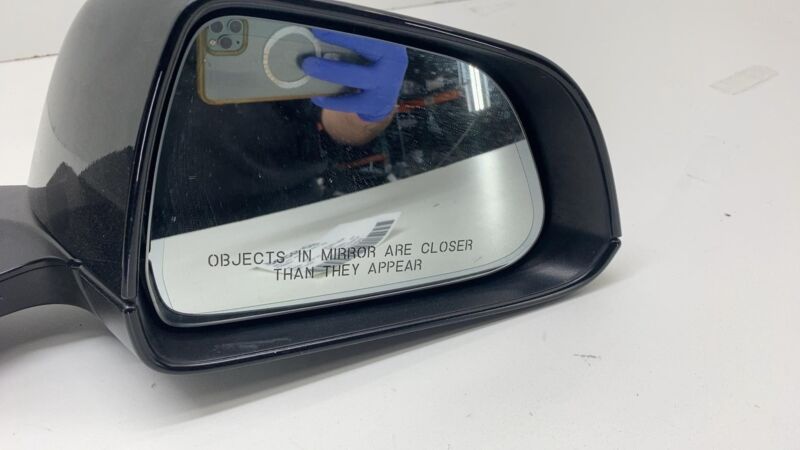 OBJECTS IN MIRROR ARE CLOSER
THAN THEY APPEAR